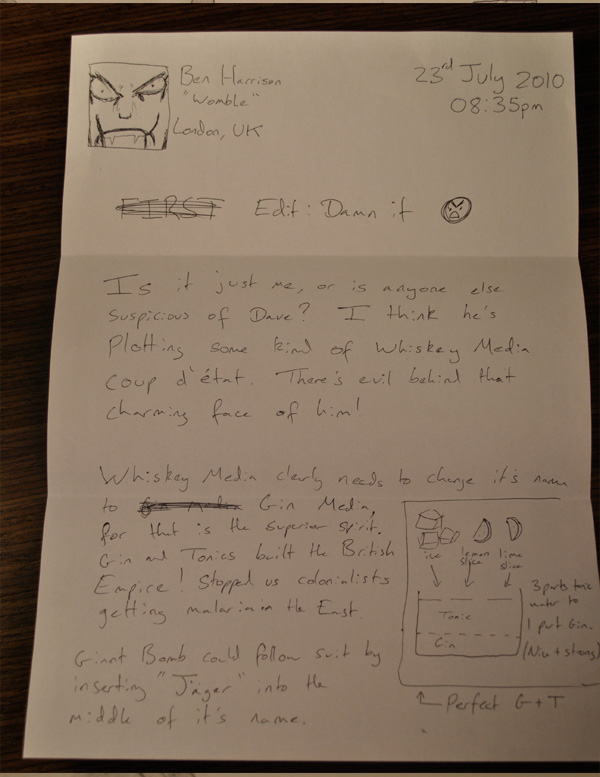 Ben Harrison
"Womble"
London, UK
23rd July 2010
08:35pm
FIRST Edit: Damn it
Is it just me, or is anyone else
suspicious of Dave? I think he's
Plotting some kind of Whiskey Media
coup d'état. There's evil behind that
charming face of him!
Whiskey Media clearly needs to change it's name
to Gin Media,
for that is the superior spirit.
Gin and Tonics built the British
Empire! Stopped us colonialists
getting malaria in the East.
Giant Bomb could follow suit by
inserting "Jäger" into the
middle of it's name.
ice
lemon slice
lime slice
Tonic
Gin
3 parts tonic
water to
1 part Gin.
(Nice + strong)
Perfect G + T